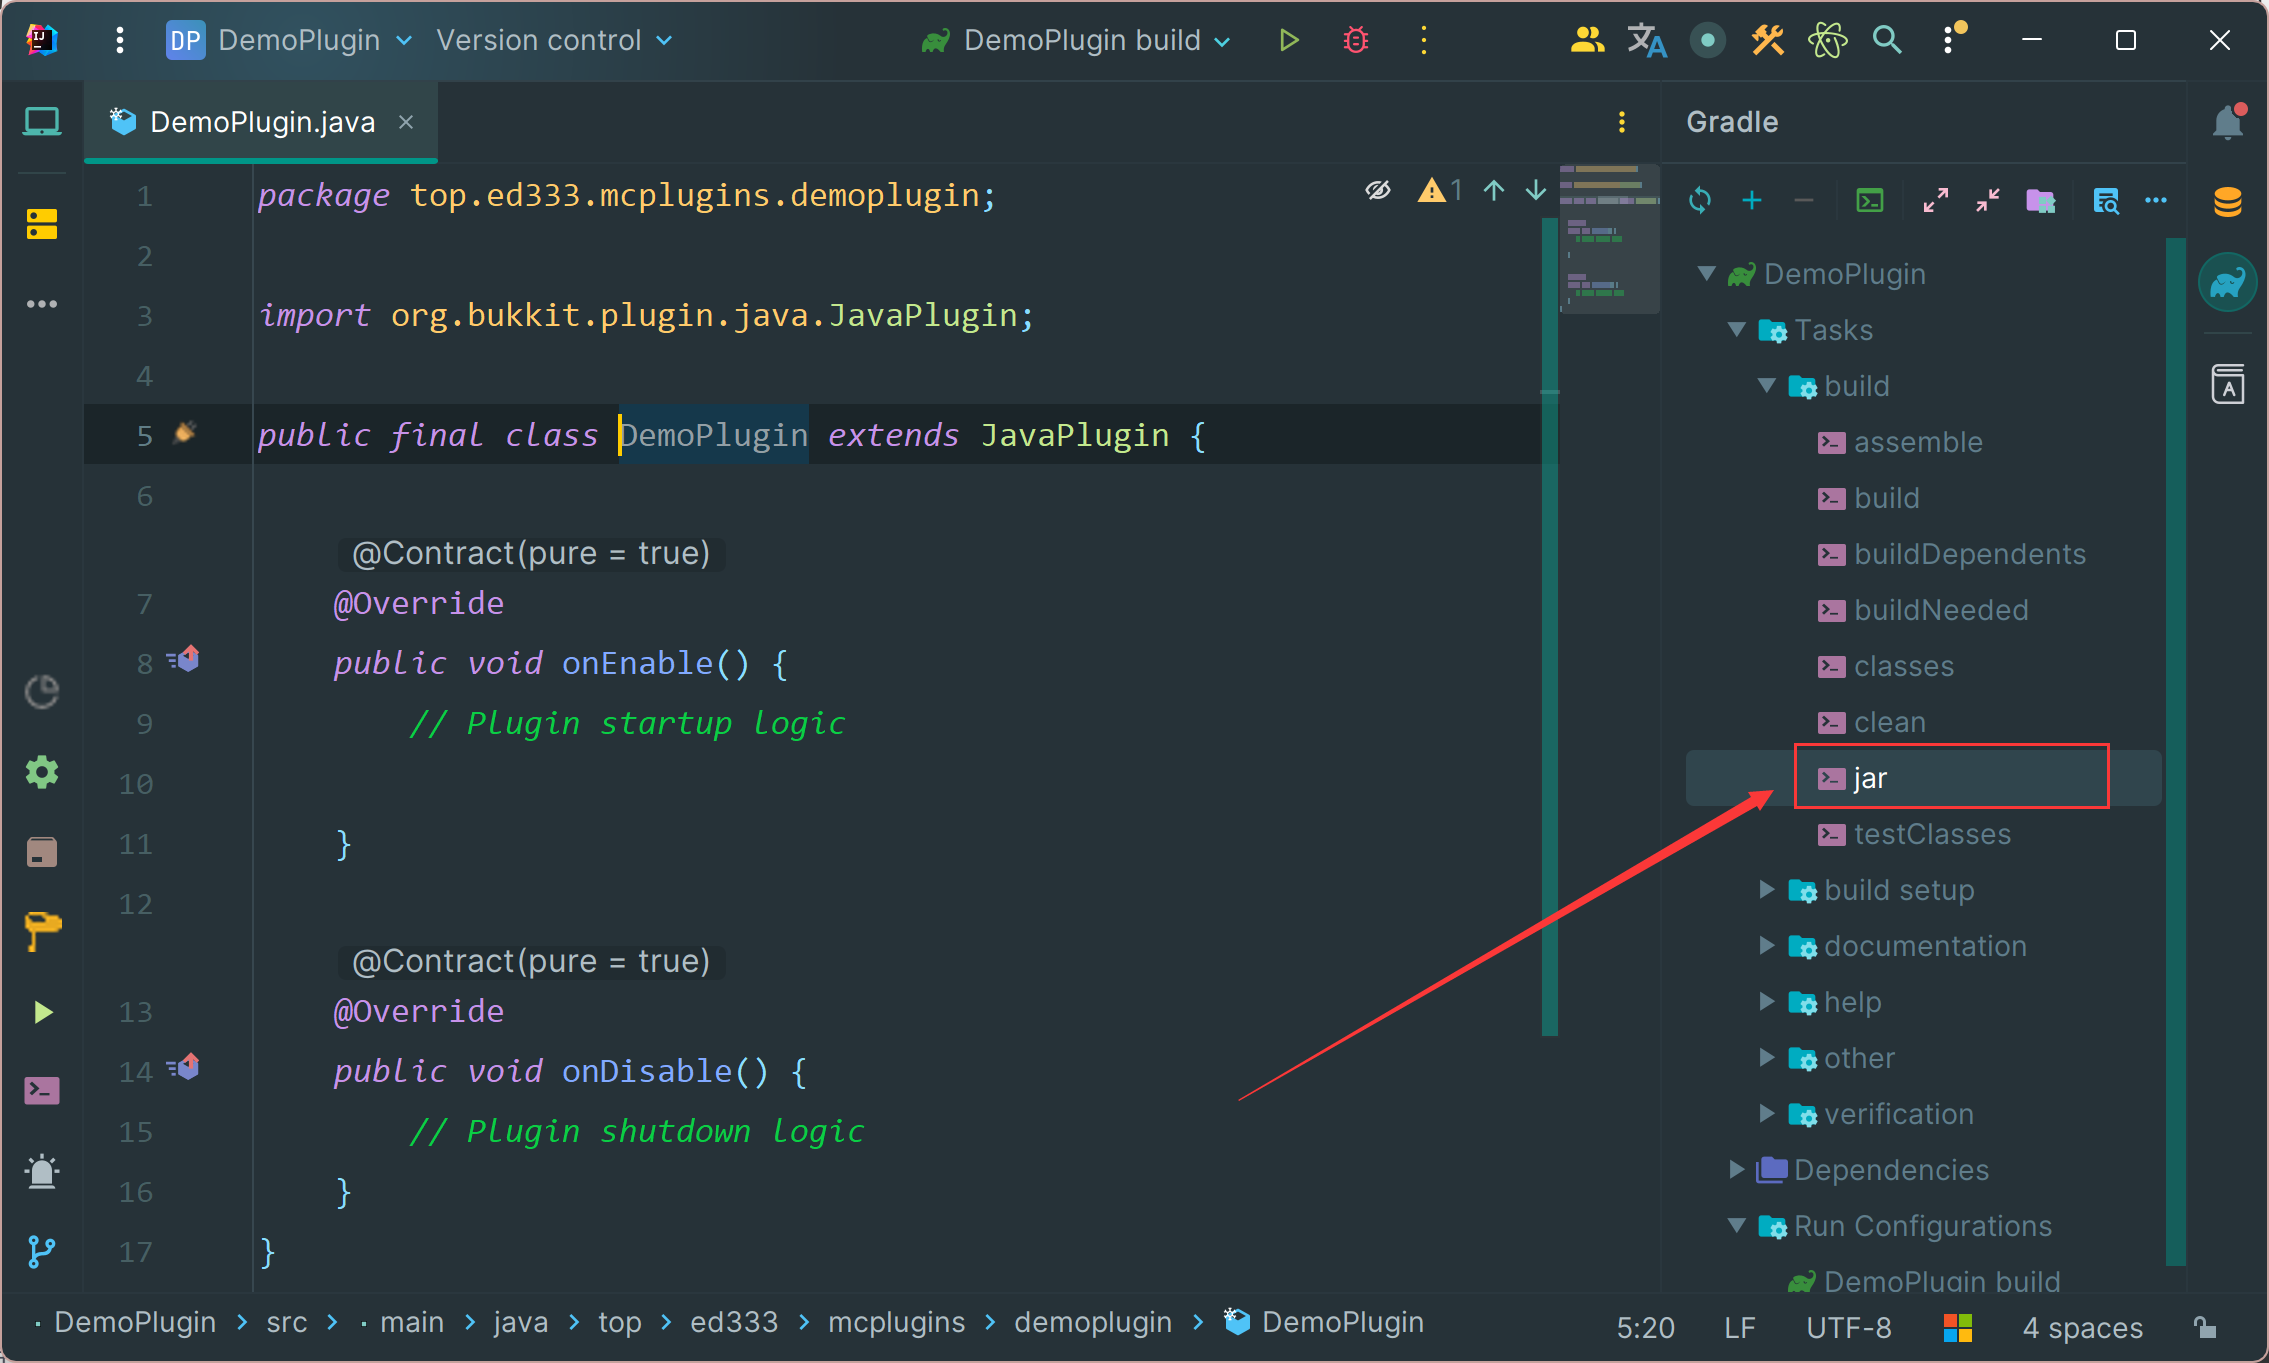 DP DemoPlugin Version control DemoPlugin build
DemoPlugin.java
1 package top.ed333.mcplugins.demoplugin;
1
2
3 import org.bukkit.plugin.java.JavaPlugin;
4
5 public final class DemoPlugin extends JavaPlugin {
6
@Contract(pure = true)
7 @Override
8 public void onEnable() {
9 // Plugin startup logic
10
11 }
12
@Contract(pure = true)
13 @Override
14 public void onDisable() {
15 // Plugin shutdown logic
16 }
17 }
Gradle
DemoPlugin
Tasks
build
assemble
build
buildDependents
buildNeeded
classes
clean
jar
testClasses
build setup
documentation
help
other
verification
Dependencies
Run Configurations
DemoPlugin build
DemoPlugin > src > main > java > top > ed333 > mcplugins > demoplugin > DemoPlugin
5:20 LF UTF-8 4 spaces